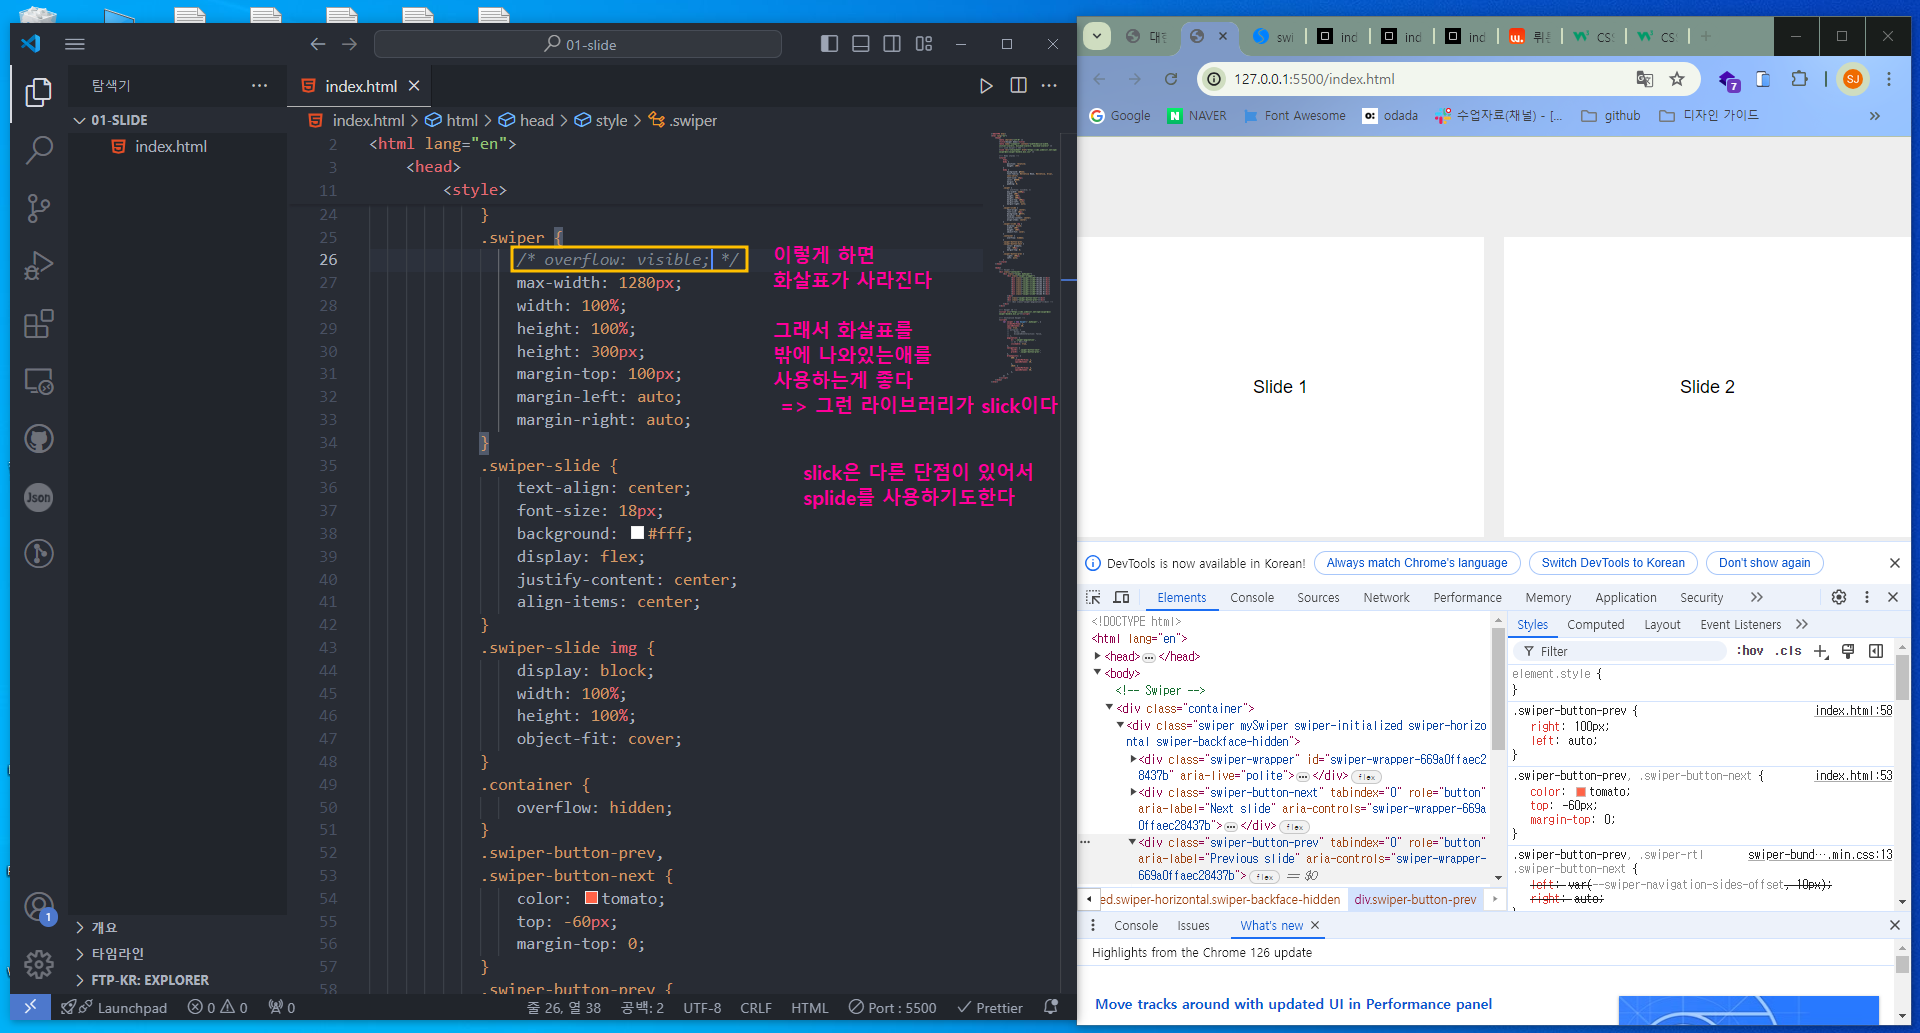 01-slide
탐색기
index.html
01-SLIDE
index.html
index.html > html > head > style > .swiper
2 <html lang="en">
3 <head>
11 <style>
24 }
25 .swiper {
26 /* overflow: visible; */
27 max-width: 1280px;
28 width: 100%;
29 height: 100%;
30 height: 300px;
31 margin-top: 100px;
32 margin-left: auto;
33 margin-right: auto;
34 }
35 .swiper-slide {
36 text-align: center;
37 font-size: 18px;
38 background: #fff;
39 display: flex;
40 justify-content: center;
41 align-items: center;
42 }
43 .swiper-slide img {
44 display: block;
45 width: 100%;
46 height: 100%;
47 object-fit: cover;
48 }
49 .container {
50 overflow: hidden;
51 }
52 .swiper-button-prev,
53 .swiper-button-next {
54 color: tomato;
55 top: -60px;
56 margin-top: 0;
57 }
58 .swiper-button-prev {
이렇게 하면
화살표가 사라진다
그래서 화살표를
밖에 나와있는애를
사용하는게 좋다
=> 그런 라이브러리가 slick이다
slick은 다른 단점이 있어서
splide를 사용하기도한다
Json
1
개요
타임라인
FTP-KR: EXPLORER
Launchpad 0 0 0 줄 26, 열 38 공백: 2 UTF-8 CRLF HTML Port : 5500 Prettier
swi ind ind ind CS CS
127.0.0.1:5500/index.html 7 SJ
Google NAVER Font Awesome odada 수업자료(채널) - [... github 디자인 가이드 »
Slide 1
Slide 2
DevTools is now available in Korean! Always match Chrome's language Switch DevTools to Korean Don't show again
Elements Console Sources Network Performance Memory Application Security »
<!DOCTYPE html>
<html lang="en">
<head> ... </head>
<body>
<!-- Swiper -->
<div class="container">
<div class="swiper mySwiper swiper-initialized swiper-horizo
ntal swiper-backface-hidden">
<div class="swiper-wrapper" id="swiper-wrapper-669a0ffaec2
8437b" aria-live="polite"> ... </div> flex
<div class="swiper-button-next" tabindex="0" role="button"
aria-label="Next slide" aria-controls="swiper-wrapper-669a
0ffaec28437b"> ... </div> flex
<div class="swiper-button-prev" tabindex="0" role="button"
aria-label="Previous slide" aria-controls="swiper-wrapper-
669a0ffaec28437b"> flex == $0
ed.swiper-horizontal.swiper-backface-hidden div.swiper-button-prev
Styles Computed Layout Event Listeners »
Filter :hov .cls
element.style {
}
.swiper-button-prev { index.html:58
right: 100px;
left: auto;
}
.swiper-button-prev, .swiper-button-next { index.html:53
color: tomato;
top: -60px;
margin-top: 0;
}
.swiper-button-prev, .swiper-rtl swiper-bund….min.css:13
.swiper-button-next {
left: var(--swiper-navigation-sides-offset, 10px);
right: auto;
Console Issues What's new
Highlights from the Chrome 126 update
Move tracks around with updated UI in Performance panel